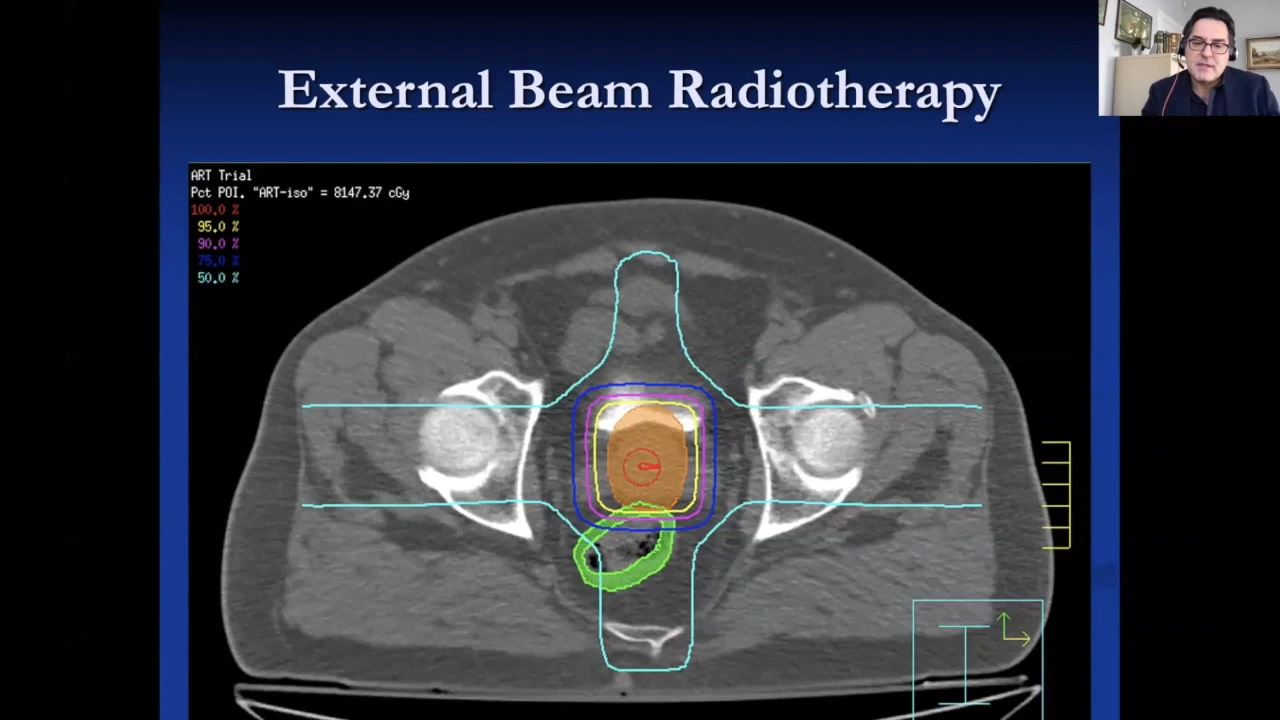 External Beam Radiotherapy
ART Trial
Pct POI. "ART-iso" = 8147.37 cGy
100.0 %
95.0 %
90.0 %
75.0 %
50.0 %